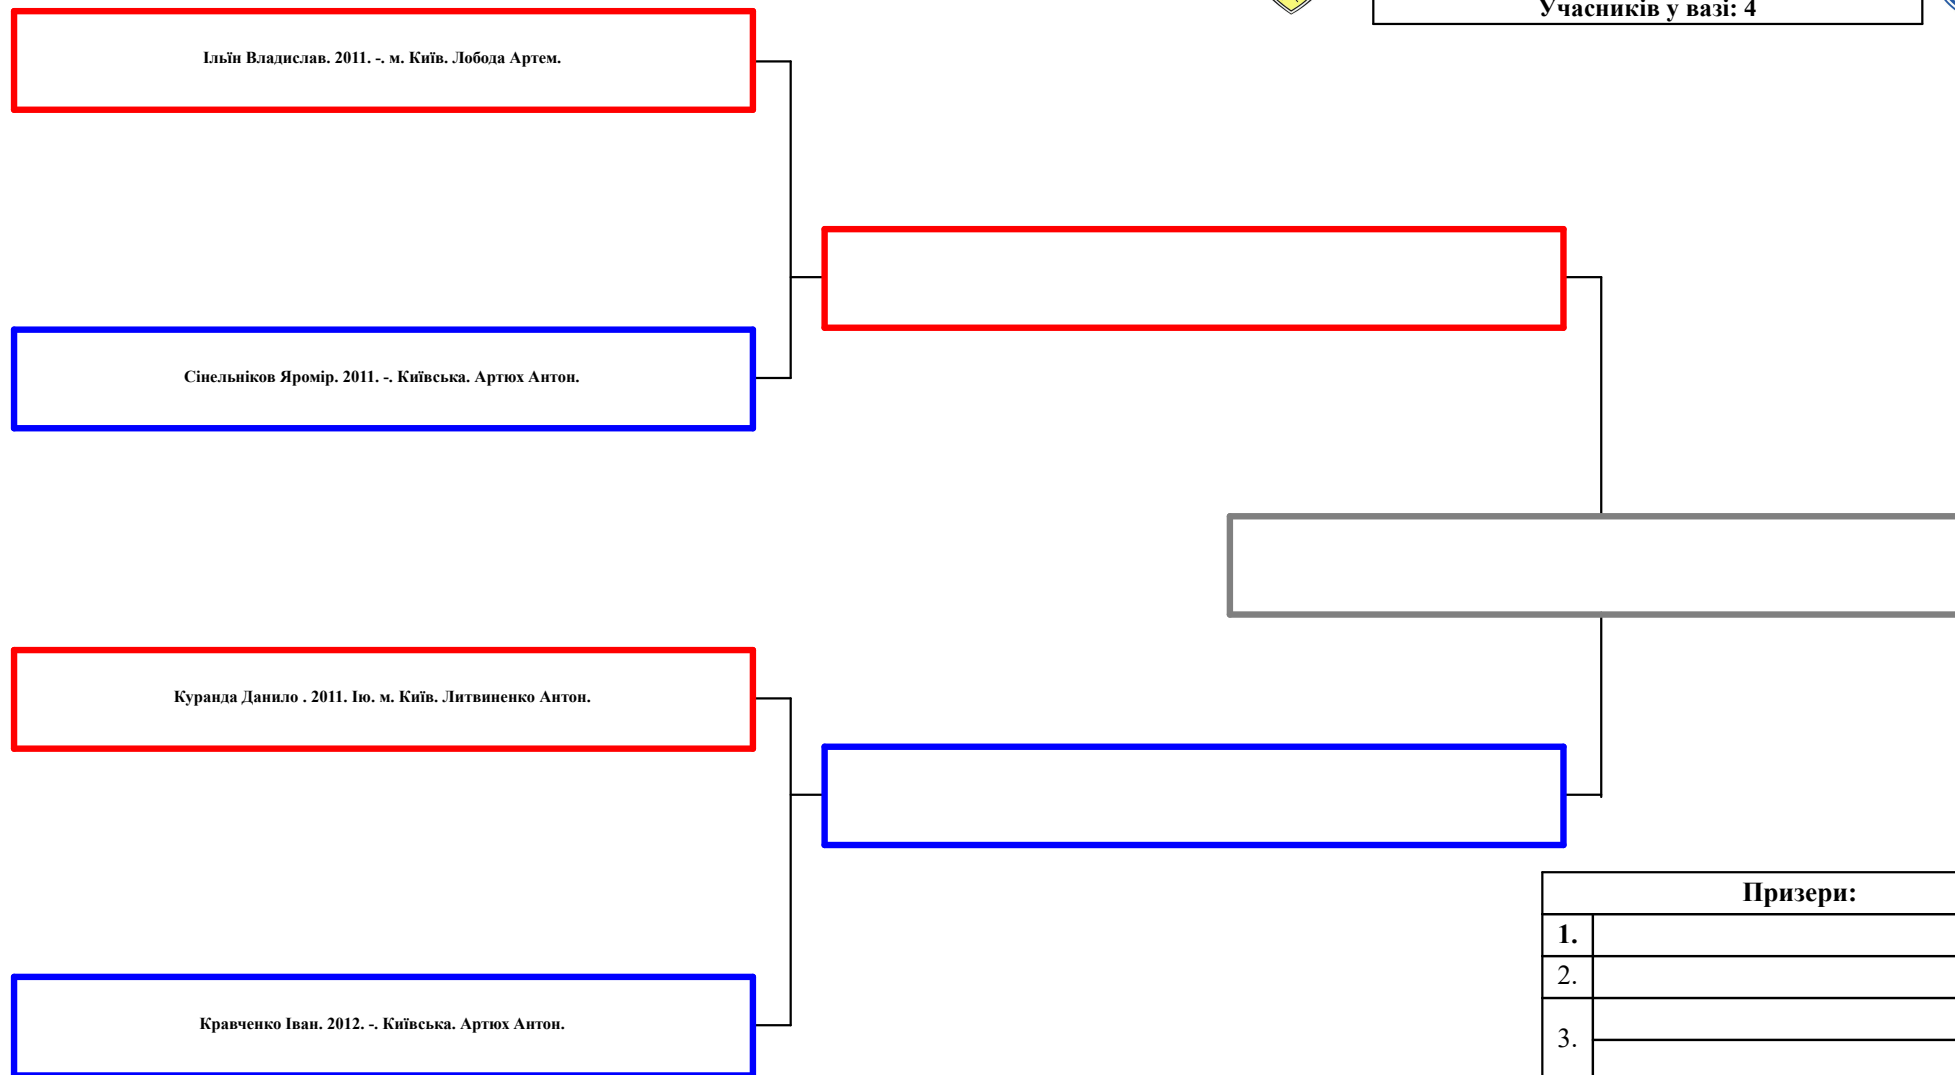 Учасників у вазі: 4
Ільїн Владислав. 2011. -. м. Київ. Лобода Артем.
Сінельніков Яромір. 2011. -. Київська. Артюх Антон.
Куранда Данило . 2011. Ію. м. Київ. Литвиненко Антон.
Кравченко Іван. 2012. -. Київська. Артюх Антон.
Призери:
1.
2.
3.